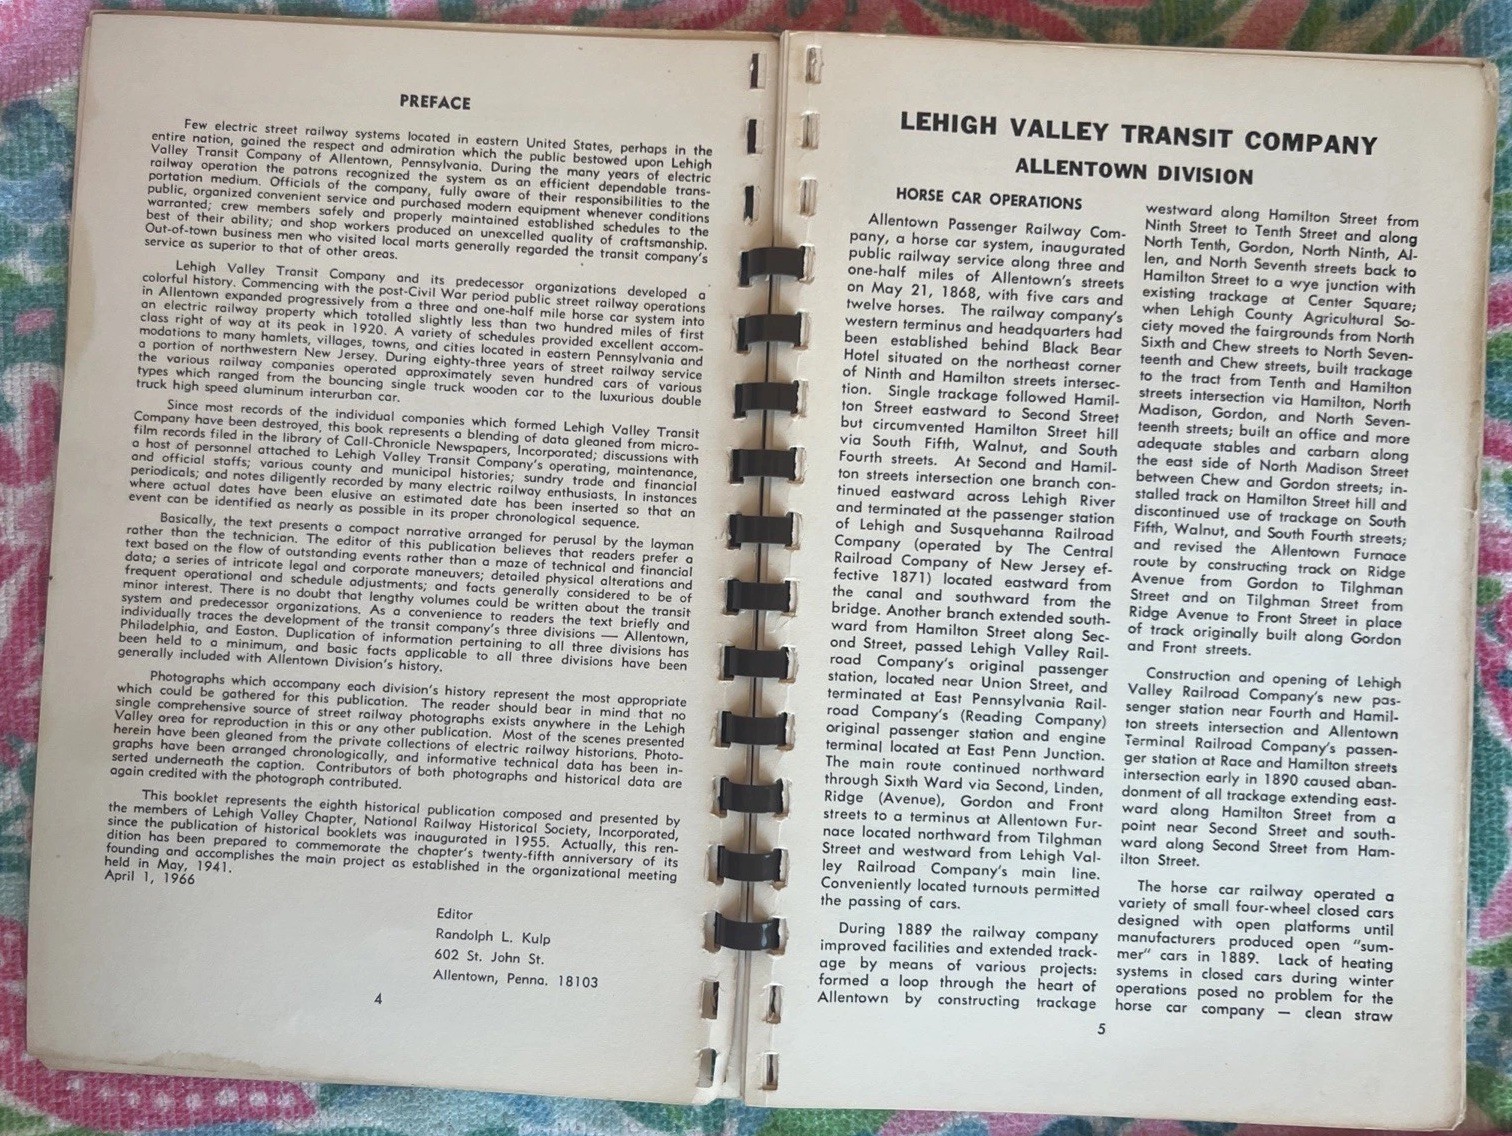 PREFACE
Few electric street railway systems located in eastern United States, perhaps in the
entire nation, gained the respect and admiration which the public bestowed upon Lehigh
Valley Transit Company of Allentown, Pennsylvania. During the many years of electric
railway operation the patrons recognized the system as an efficient dependable trans-
portation medium. Officials of the company, fully aware of their responsibilities to the
public, organized convenient service and purchased modern equipment whenever conditions
warranted; crew members safely and properly maintained established schedules to the
best of their ability; and shop workers produced an unexcelled quality of craftsmanship.
Out-of-town business men who visited local marts generally regarded the transit company's
service as superior to that of other areas.
Lehigh Valley Transit Company and its predecessor organizations developed a
colorful history. Commencing with the post-Civil War period public street railway operations
in Allentown expanded progressively from a three and one-half mile horse car system into
an electric railway property which totalled slightly less than two hundred miles of first
class right of way at its peak in 1920. A variety of schedules provided excellent accom-
modations to many hamlets, villages, towns, and cities located in eastern Pennsylvania and
a portion of northwestern New Jersey. During eighty-three years of street railway service
the various railway companies operated approximately seven hundred cars of various
types which ranged from the bouncing single truck wooden car to the luxurious double
truck high speed aluminum interurban car.
Since most records of the individual companies which formed Lehigh Valley Transit
Company have been destroyed, this book represents a blending of data gleaned from micro-
film records filed in the library of Call-Chronicle Newspapers, Incorporated; discussions with
a host of personnel attached to Lehigh Valley Transit Company's operating, maintenance,
and official staffs; various county and municipal histories; sundry trade and financial
periodicals; and notes diligently recorded by many electric railway enthusiasts. In instances
where actual dates have been elusive an estimated date has been inserted so that an
event can be identified as nearly as possible in its proper chronological sequence.
Basically, the text presents a compact narrative arranged for perusal by the layman
rather than the technician. The editor of this publication believes that readers prefer a
text based on the flow of outstanding events rather than a maze of technical and financial
data; a series of intricate legal and corporate maneuvers; detailed physical alterations and
frequent operational and schedule adjustments; and facts generally considered to be of
minor interest. There is no doubt that lengthy volumes could be written about the transit
system and predecessor organizations. As a convenience to readers the text briefly and
individually traces the development of the transit company's three divisions — Allentown,
Philadelphia, and Easton. Duplication of information pertaining to all three divisions has
been held to a minimum, and basic facts applicable to all three divisions have been
generally included with Allentown Division's history.
Photographs which accompany each division's history represent the most appropriate
which could be gathered for this publication. The reader should bear in mind that no
single comprehensive source of street railway photographs exists anywhere in the Lehigh
Valley area for reproduction in this or any other publication. Most of the scenes presented
herein have been gleaned from the private collections of electric railway historians. Photo-
graphs have been arranged chronologically, and informative technical data has been in-
serted underneath the caption. Contributors of both photographs and historical data are
again credited with the photograph contributed.
This booklet represents the eighth historical publication composed and presented by
the members of Lehigh Valley Chapter, National Railway Historical Society, Incorporated,
since the publication of historical booklets was inaugurated in 1955. Actually, this ren-
dition has been prepared to commemorate the chapter's twenty-fifth anniversary of its
founding and accomplishes the main project as established in the organizational meeting
held in May, 1941.
April 1, 1966
Editor
Randolph L. Kulp
602 St. John St.
Allentown, Penna. 18103
4
LEHIGH VALLEY TRANSIT COMPANY
ALLENTOWN DIVISION
HORSE CAR OPERATIONS
Allentown Passenger Railway Com-
pany, a horse car system, inaugurated
public railway service along three and
one-half miles of Allentown's streets
on May 21, 1868, with five cars and
twelve horses. The railway company's
western terminus and headquarters had
been established behind Black Bear
Hotel situated on the northeast corner
of Ninth and Hamilton streets intersec-
tion. Single trackage followed Hamil-
ton Street eastward to Second Street
but circumvented Hamilton Street hill
via South Fifth, Walnut, and South
Fourth streets. At Second and Hamil-
ton streets intersection one branch con-
tinued eastward across Lehigh River
and terminated at the passenger station
of Lehigh and Susquehanna Railroad
Company (operated by The Central
Railroad Company of New Jersey ef-
fective 1871) located eastward from
the canal and southward from the
bridge. Another branch extended south-
ward from Hamilton Street along Sec-
ond Street, passed Lehigh Valley Rail-
road Company's original passenger
station, located near Union Street, and
terminated at East Pennsylvania Rail-
road Company's (Reading Company)
original passenger station and engine
terminal located at East Penn Junction.
The main route continued northward
through Sixth Ward via Second, Linden,
Ridge (Avenue), Gordon and Front
streets to a terminus at Allentown Fur-
nace located northward from Tilghman
Street and westward from Lehigh Val-
ley Railroad Company's main line.
Conveniently located turnouts permitted
the passing of cars.
During 1889 the railway company
improved facilities and extended track-
age by means of various projects:
formed a loop through the heart of
Allentown by constructing trackage
westward along Hamilton Street from
Ninth Street to Tenth Street and along
North Tenth, Gordon, North Ninth, Al-
len, and North Seventh streets back to
Hamilton Street to a wye junction with
existing trackage at Center Square;
when Lehigh County Agricultural So-
ciety moved the fairgrounds from North
Sixth and Chew streets to North Seven-
teenth and Chew streets, built trackage
to the tract from Tenth and Hamilton
streets intersection via Hamilton, North
Madison, Gordon, and North Seven-
teenth streets; built an office and more
adequate stables and carbarn along
the east side of North Madison Street
between Chew and Gordon streets; in-
stalled track on Hamilton Street hill and
discontinued use of trackage on South
Fifth, Walnut, and South Fourth streets;
and revised the Allentown Furnace
route by constructing track on Ridge
Avenue from Gordon to Tilghman
Street and on Tilghman Street from
Ridge Avenue to Front Street in place
of track originally built along Gordon
and Front streets.
Construction and opening of Lehigh
Valley Railroad Company's new pas-
senger station near Fourth and Hamil-
ton streets intersection and Allentown
Terminal Railroad Company's passen-
ger station at Race and Hamilton streets
intersection early in 1890 caused aban-
donment of all trackage extending east-
ward along Hamilton Street from a
point near Second Street and south-
ward along Second Street from Ham-
ilton Street.
The horse car railway operated a
variety of small four-wheel closed cars
designed with open platforms until
manufacturers produced open "sum-
mer" cars in 1889. Lack of heating
systems in closed cars during winter
operations posed no problem for the
horse car company — clean straw
5